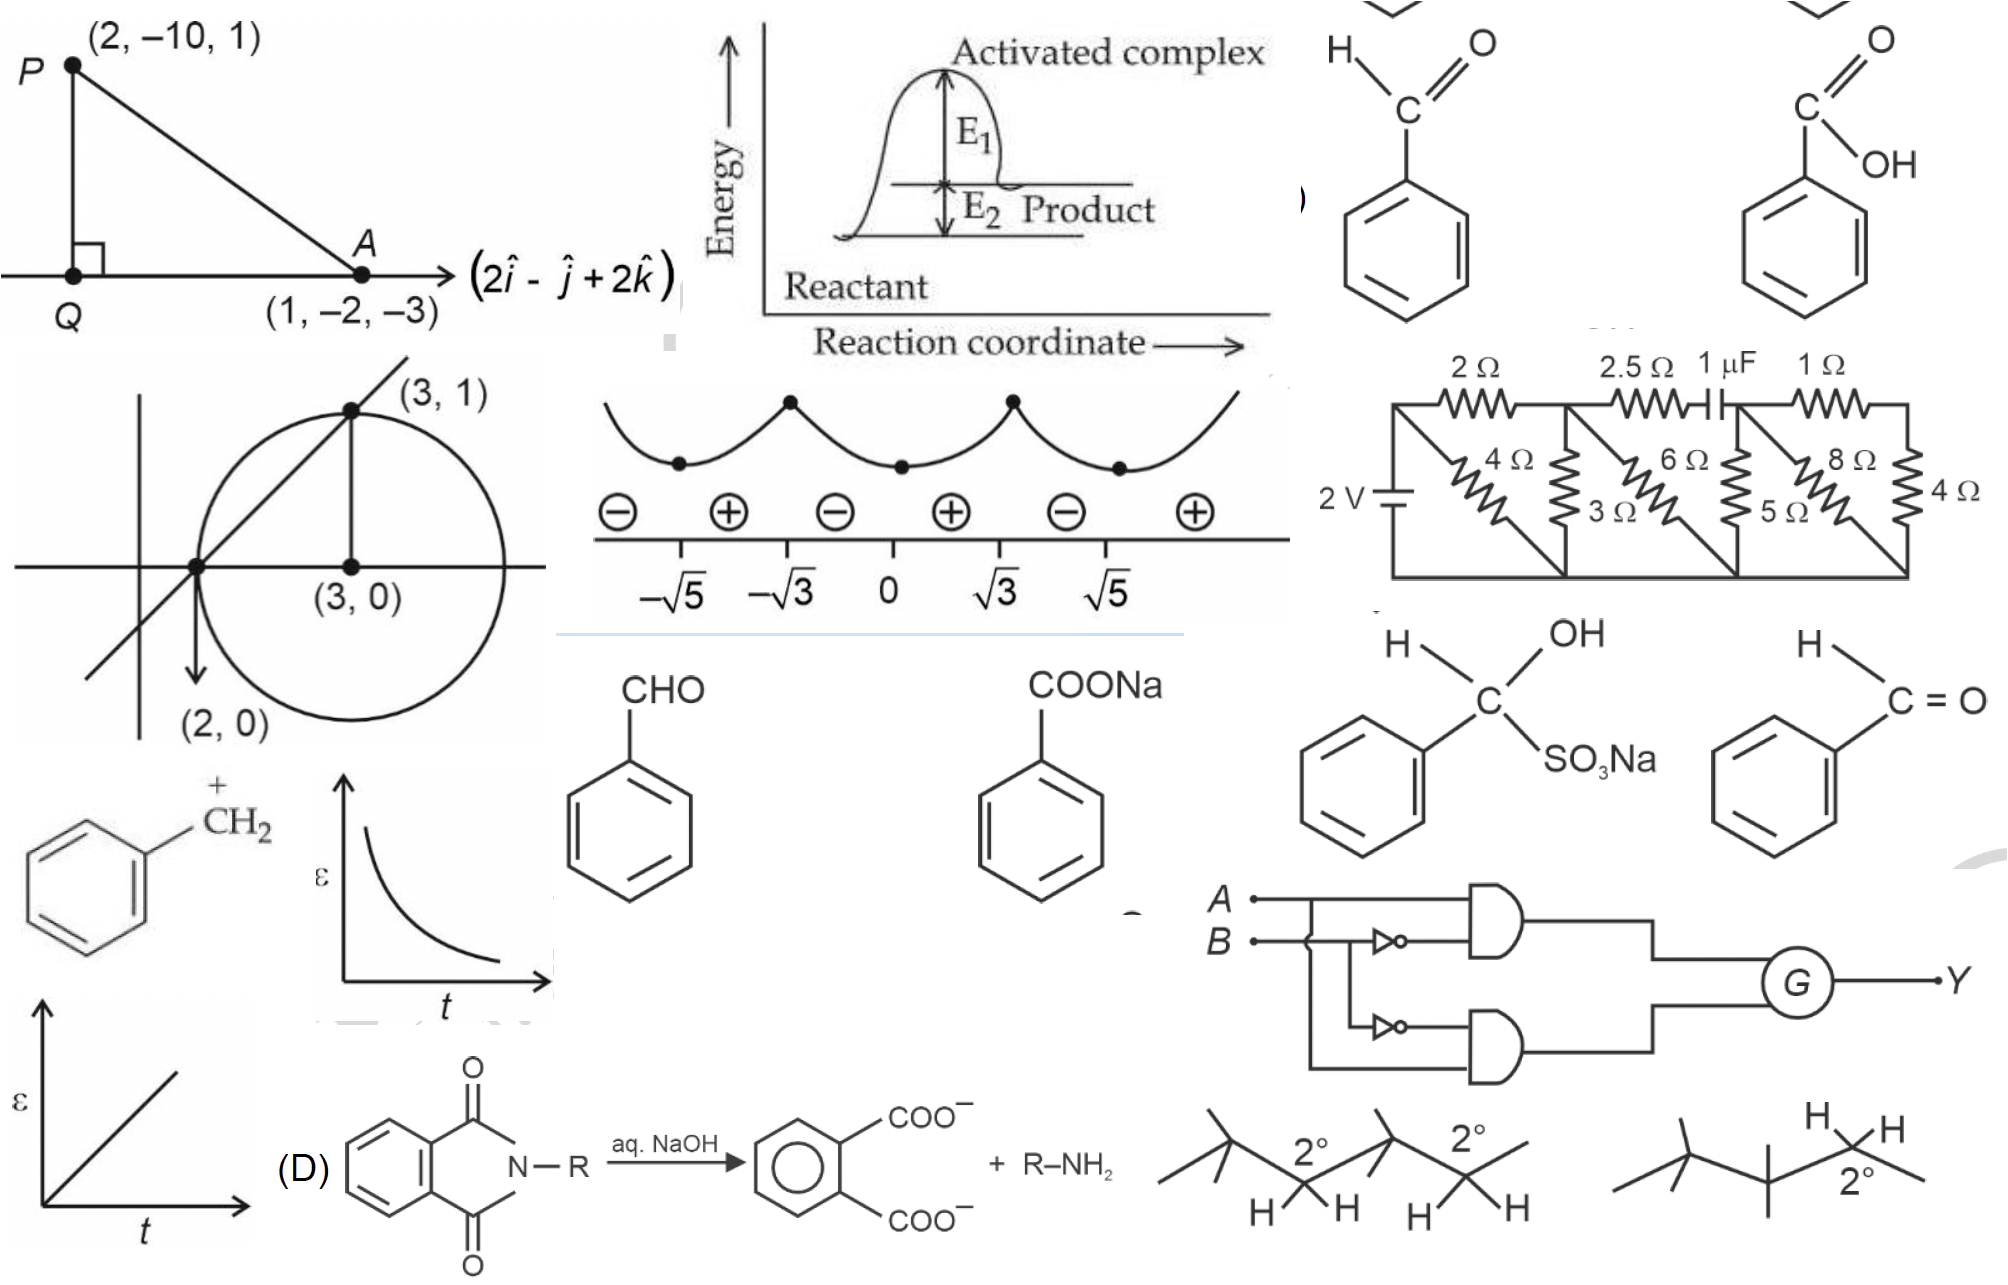 (2, –10, 1)
P
A
(2î - ĵ + 2k̂)
Q
(1, –2, –3)
Energy
Activated complex
E₁
E₂ Product
Reactant
Reaction coordinate
H O
C
O
C
OH
)
(3, 1)
(3, 0)
(2, 0)
⊖ ⊕ ⊖ ⊕ ⊖ ⊕
–√5 –√3 0 √3 √5
2 Ω 2.5 Ω 1 μF 1 Ω
4 Ω 6 Ω 8 Ω
2 V 3 Ω 5 Ω 4 Ω
CHO
COONa
H OH
C
SO₃Na
H
C = O
+
CH₂
ε
t
A
B
G Y
ε
t
(D)
O
N–R
O
aq. NaOH
COO⁻
COO⁻
+ R–NH₂
2° 2°
H H H H
H H
2°